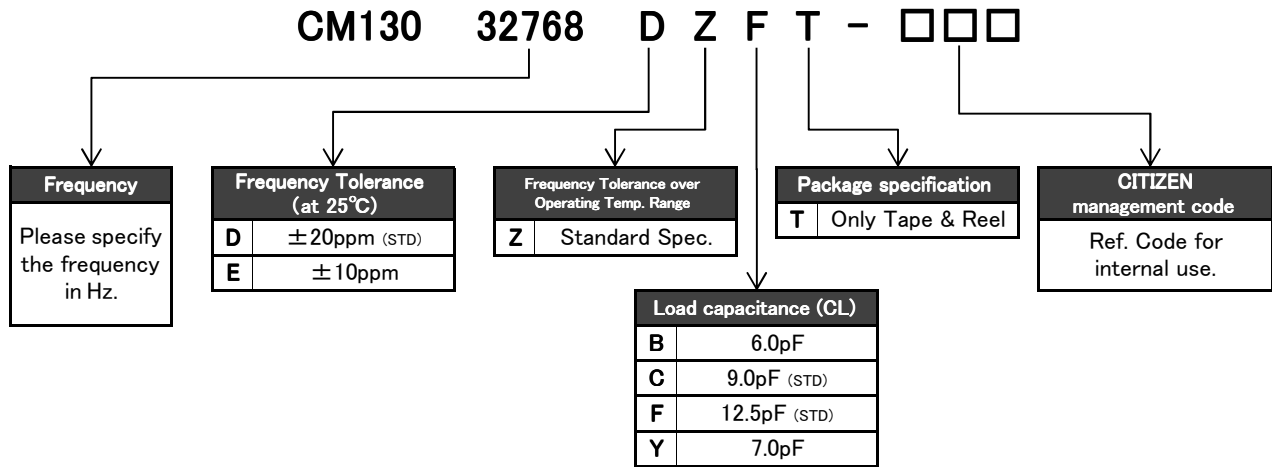 CM130 32768 D Z F T - □□□
Frequency
Please specify
the frequency
in Hz.
Frequency Tolerance
(at 25℃)
D ±20ppm (STD)
E ±10ppm
Frequency Tolerance over
Operating Temp. Range
Z Standard Spec.
Package specification
T Only Tape & Reel
CITIZEN
management code
Ref. Code for
internal use.
Load capacitance (CL)
B 6.0pF
C 9.0pF (STD)
F 12.5pF (STD)
Y 7.0pF